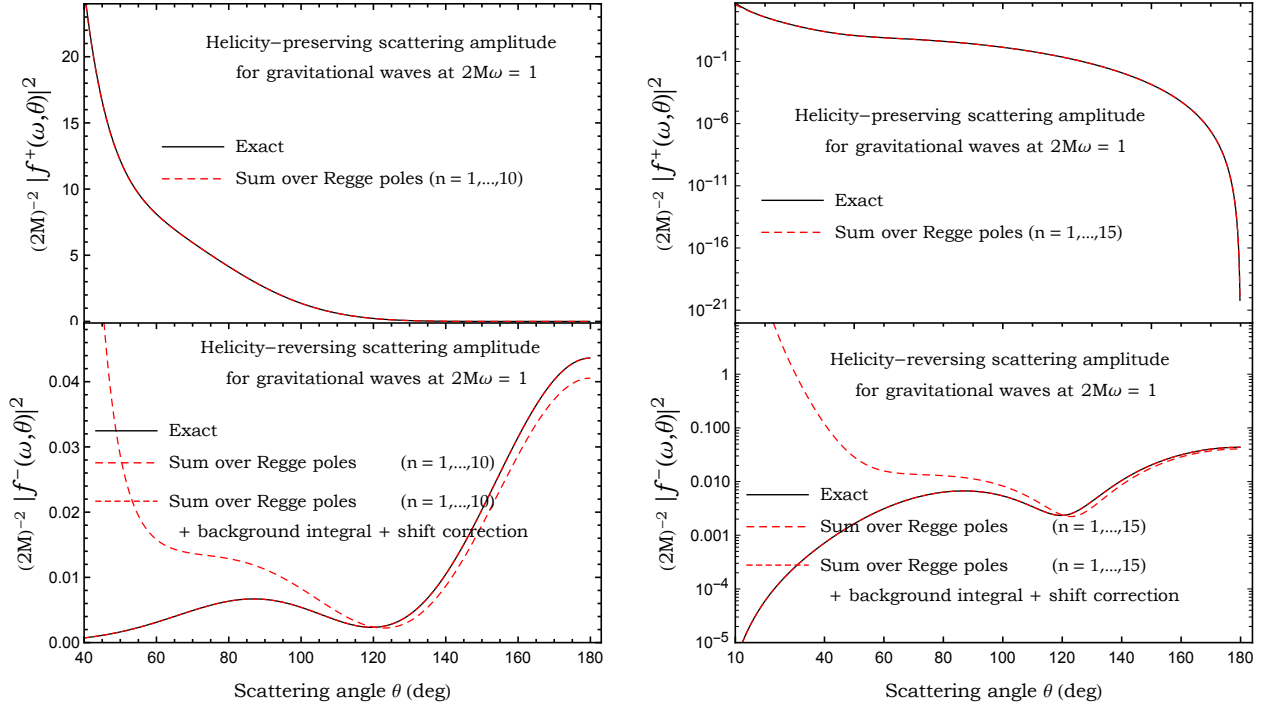 20
15
10
5
0
(2M)⁻² |f⁺(ω,θ)|²
Helicity−preserving scattering amplitude
for gravitational waves at 2Mω = 1
Exact
Sum over Regge poles (n = 1,...,10)
10⁻¹
10⁻⁶
10⁻¹¹
10⁻¹⁶
10⁻²¹
(2M)⁻² |f⁺(ω,θ)|²
Helicity−preserving scattering amplitude
for gravitational waves at 2Mω = 1
Exact
Sum over Regge poles (n = 1,...,15)
0.04
0.03
0.02
0.01
0.00
(2M)⁻² |f⁻(ω,θ)|²
Helicity−reversing scattering amplitude
for gravitational waves at 2Mω = 1
Exact
Sum over Regge poles (n = 1,...,10)
Sum over Regge poles (n = 1,...,10)
+ background integral + shift correction
40 60 80 100 120 140 160 180
Scattering angle θ (deg)
1
0.100
0.010
0.001
10⁻⁴
10⁻⁵
(2M)⁻² |f⁻(ω,θ)|²
Helicity−reversing scattering amplitude
for gravitational waves at 2Mω = 1
Exact
Sum over Regge poles (n = 1,...,15)
Sum over Regge poles (n = 1,...,15)
+ background integral + shift correction
10 40 60 80 100 120 140 160 180
Scattering angle θ (deg)